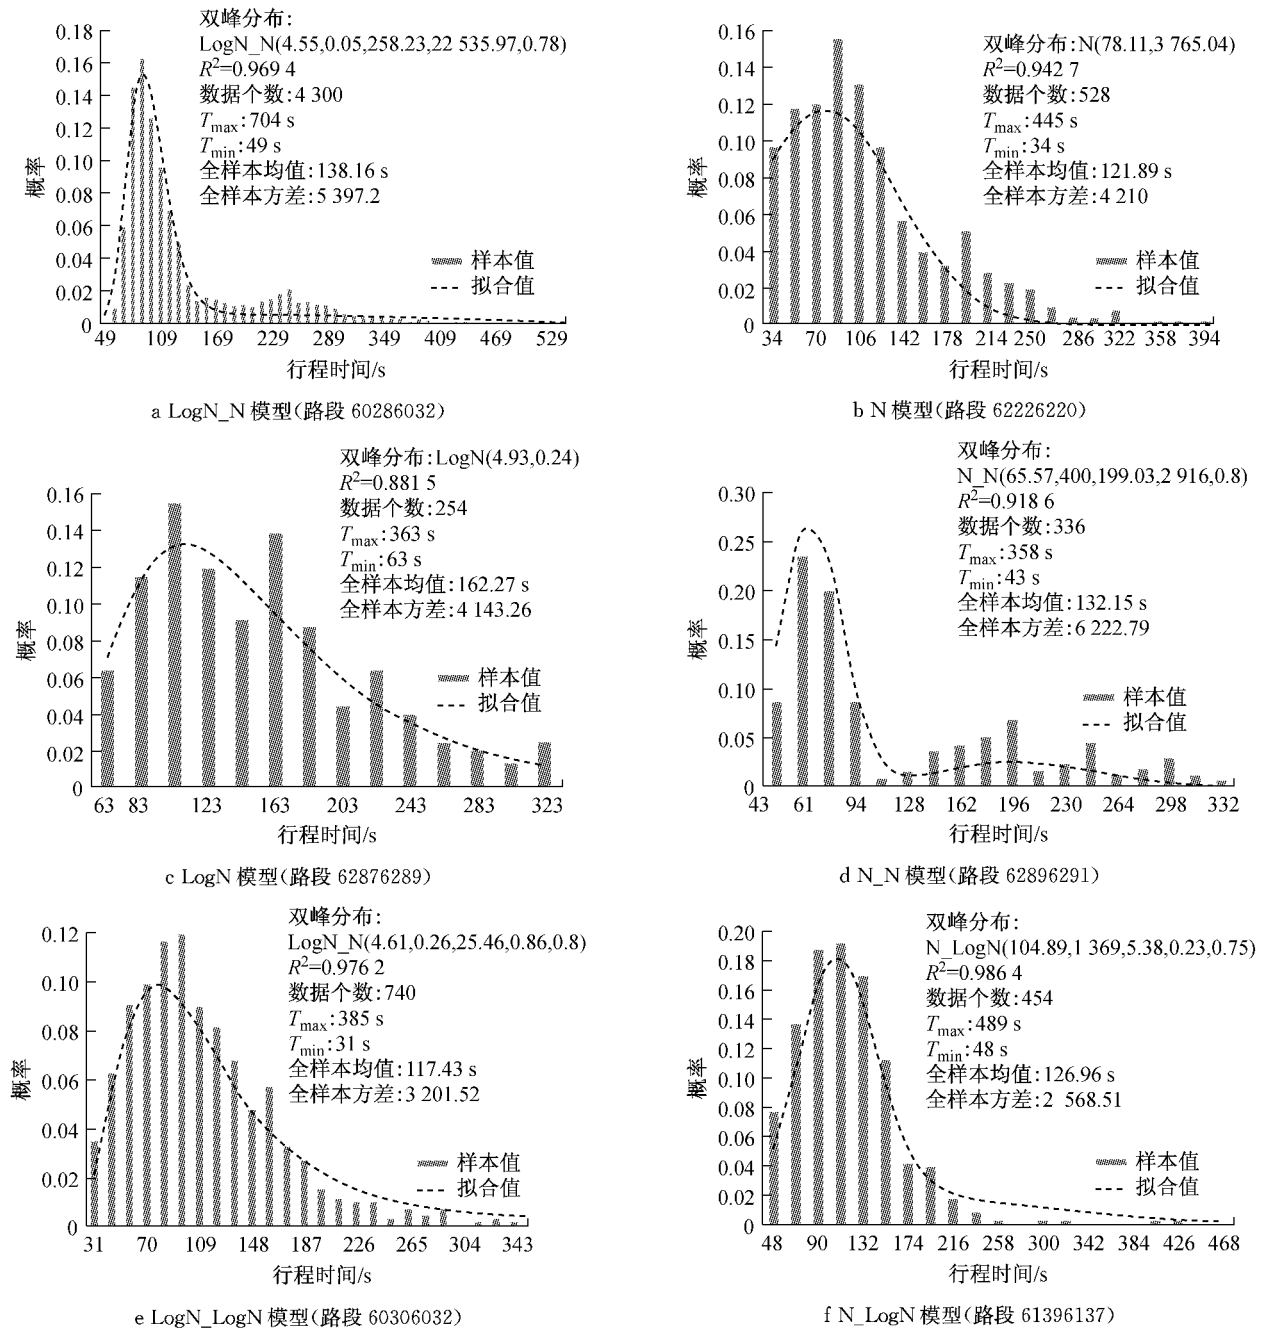 双峰分布:
LogN_N(4.55,0.05,258.23,22 535.97,0.78)
R²=0.969 4
数据个数:4 300
Tmax:704 s
Tmin:49 s
全样本均值:138.16 s
全样本方差:5 397.2
样本值
拟合值
概率
0.18
0.16
0.14
0.12
0.10
0.08
0.06
0.04
0.02
0
49 109 169 229 289 349 409 469 529
行程时间/s
a LogN_N 模型(路段 60286032)
双峰分布:N(78.11,3 765.04)
R²=0.942 7
数据个数:528
Tmax:445 s
Tmin:34 s
全样本均值:121.89 s
全样本方差:4 210
样本值
拟合值
概率
0.16
0.14
0.12
0.10
0.08
0.06
0.04
0.02
0
34 70 106 142 178 214 250 286 322 358 394
行程时间/s
b N 模型(路段 62226220)
双峰分布:LogN(4.93,0.24)
R²=0.881 5
数据个数:254
Tmax:363 s
Tmin:63 s
全样本均值:162.27 s
全样本方差:4 143.26
样本值
拟合值
概率
0.16
0.14
0.12
0.10
0.08
0.06
0.04
0.02
0
63 83 123 163 203 243 283 323
行程时间/s
c LogN 模型(路段 62876289)
双峰分布:
N_N(65.57,400,199.03,2 916,0.8)
R²=0.918 6
数据个数:336
Tmax:358 s
Tmin:43 s
全样本均值:132.15 s
全样本方差:6 222.79
样本值
拟合值
概率
0.30
0.25
0.20
0.15
0.10
0.05
0
43 61 94 128 162 196 230 264 298 332
行程时间/s
d N_N 模型(路段 62896291)
双峰分布:
LogN_N(4.61,0.26,25.46,0.86,0.8)
R²=0.976 2
数据个数:740
Tmax:385 s
Tmin:31 s
全样本均值:117.43 s
全样本方差:3 201.52
样本值
拟合值
概率
0.12
0.10
0.08
0.06
0.04
0.02
0
31 70 109 148 187 226 265 304 343
行程时间/s
e LogN_LogN 模型(路段 60306032)
双峰分布:
N_LogN(104.89,1 369,5.38,0.23,0.75)
R²=0.986 4
数据个数:454
Tmax:489 s
Tmin:48 s
全样本均值:126.96 s
全样本方差:2 568.51
样本值
拟合值
概率
0.20
0.18
0.16
0.14
0.12
0.10
0.08
0.06
0.04
0.02
0
48 90 132 174 216 258 300 342 384 426 468
行程时间/s
f N_LogN 模型(路段 61396137)